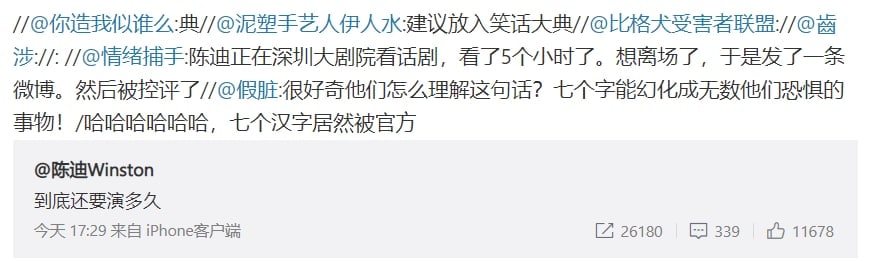 //@你造我似谁么:典//@泥塑手艺人伊人水:建议放入笑话大典//@比格犬受害者联盟://@齒
涉://: //@情绪捕手:陈迪正在深圳大剧院看话剧，看了5个小时了。想离场了，于是发了一条
微博。然后被控评了//@假脏:很好奇他们怎么理解这句话？七个字能幻化成无数他们恐惧的
事物！/哈哈哈哈哈哈，七个汉字居然被官方
@陈迪Winston
到底还要演多久
今天 17:29 来自 iPhone客户端 26180 339 11678